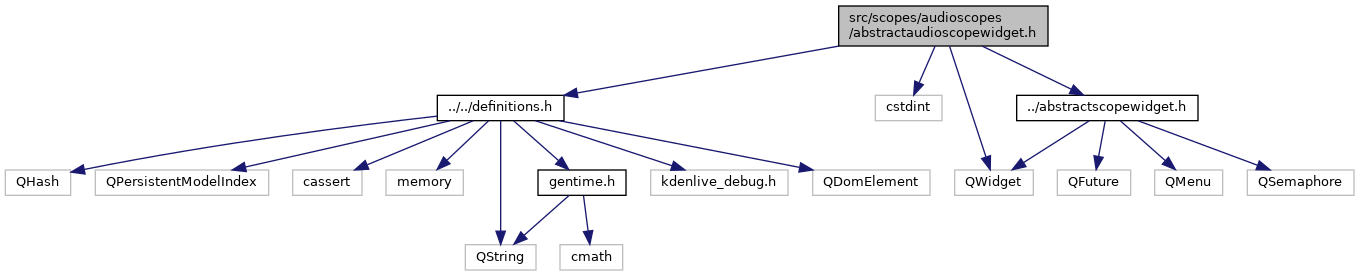 src/scopes/audioscopes
/abstractaudioscopewidget.h
../../definitions.h
cstdint
../abstractscopewidget.h
QHash
QPersistentModelIndex
cassert
memory
gentime.h
kdenlive_debug.h
QDomElement
QWidget
QFuture
QMenu
QSemaphore
QString
cmath